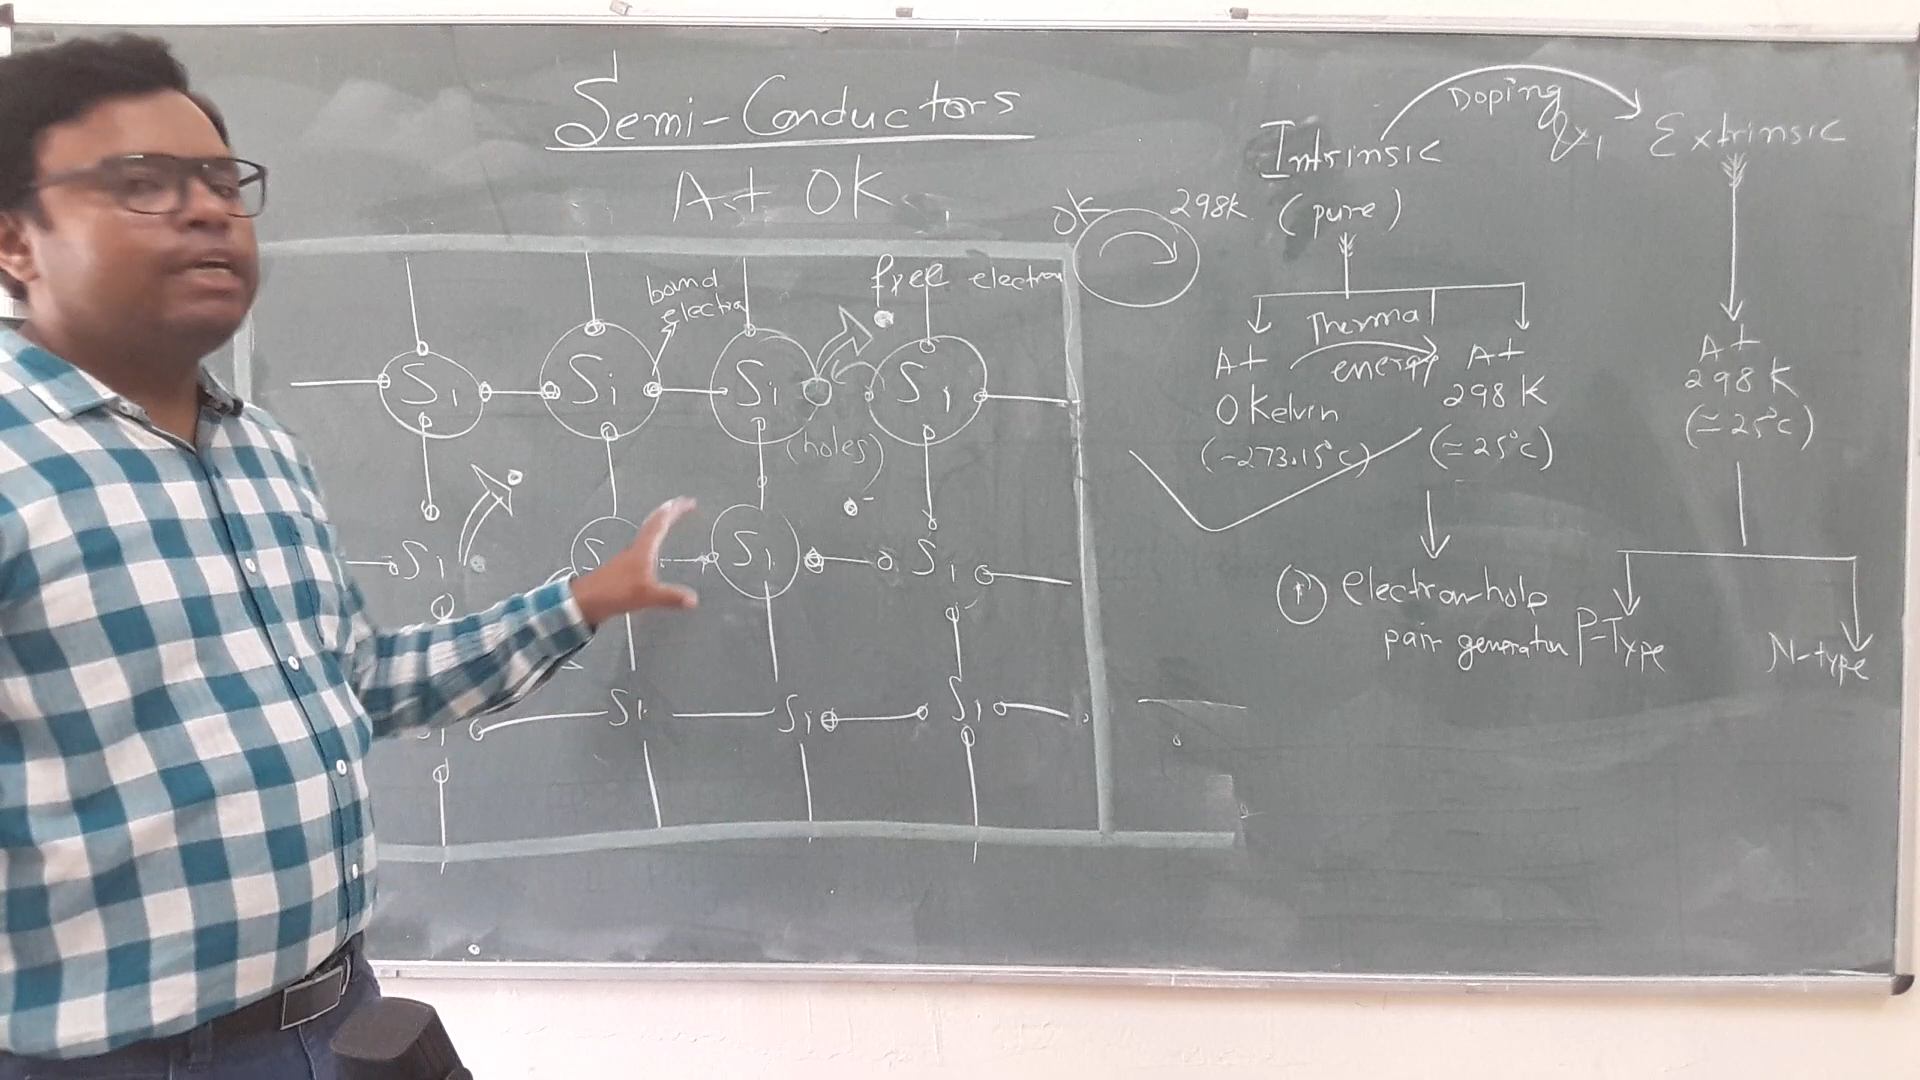 Semi-Conductors
At 0K
bound
electron
free electron
Si Si Si Si
(holes)
Si Si Si
Si Si Si
0K 298K
Doping
Intrinsic
Extrinsic
(pure)
Thermal
energy
At
0 Kelvin
(-273.15°C)
At
298 K
(≃25°C)
At
298 K
(≃25°C)
① Electron-hole
pair generation
P-Type
N-type